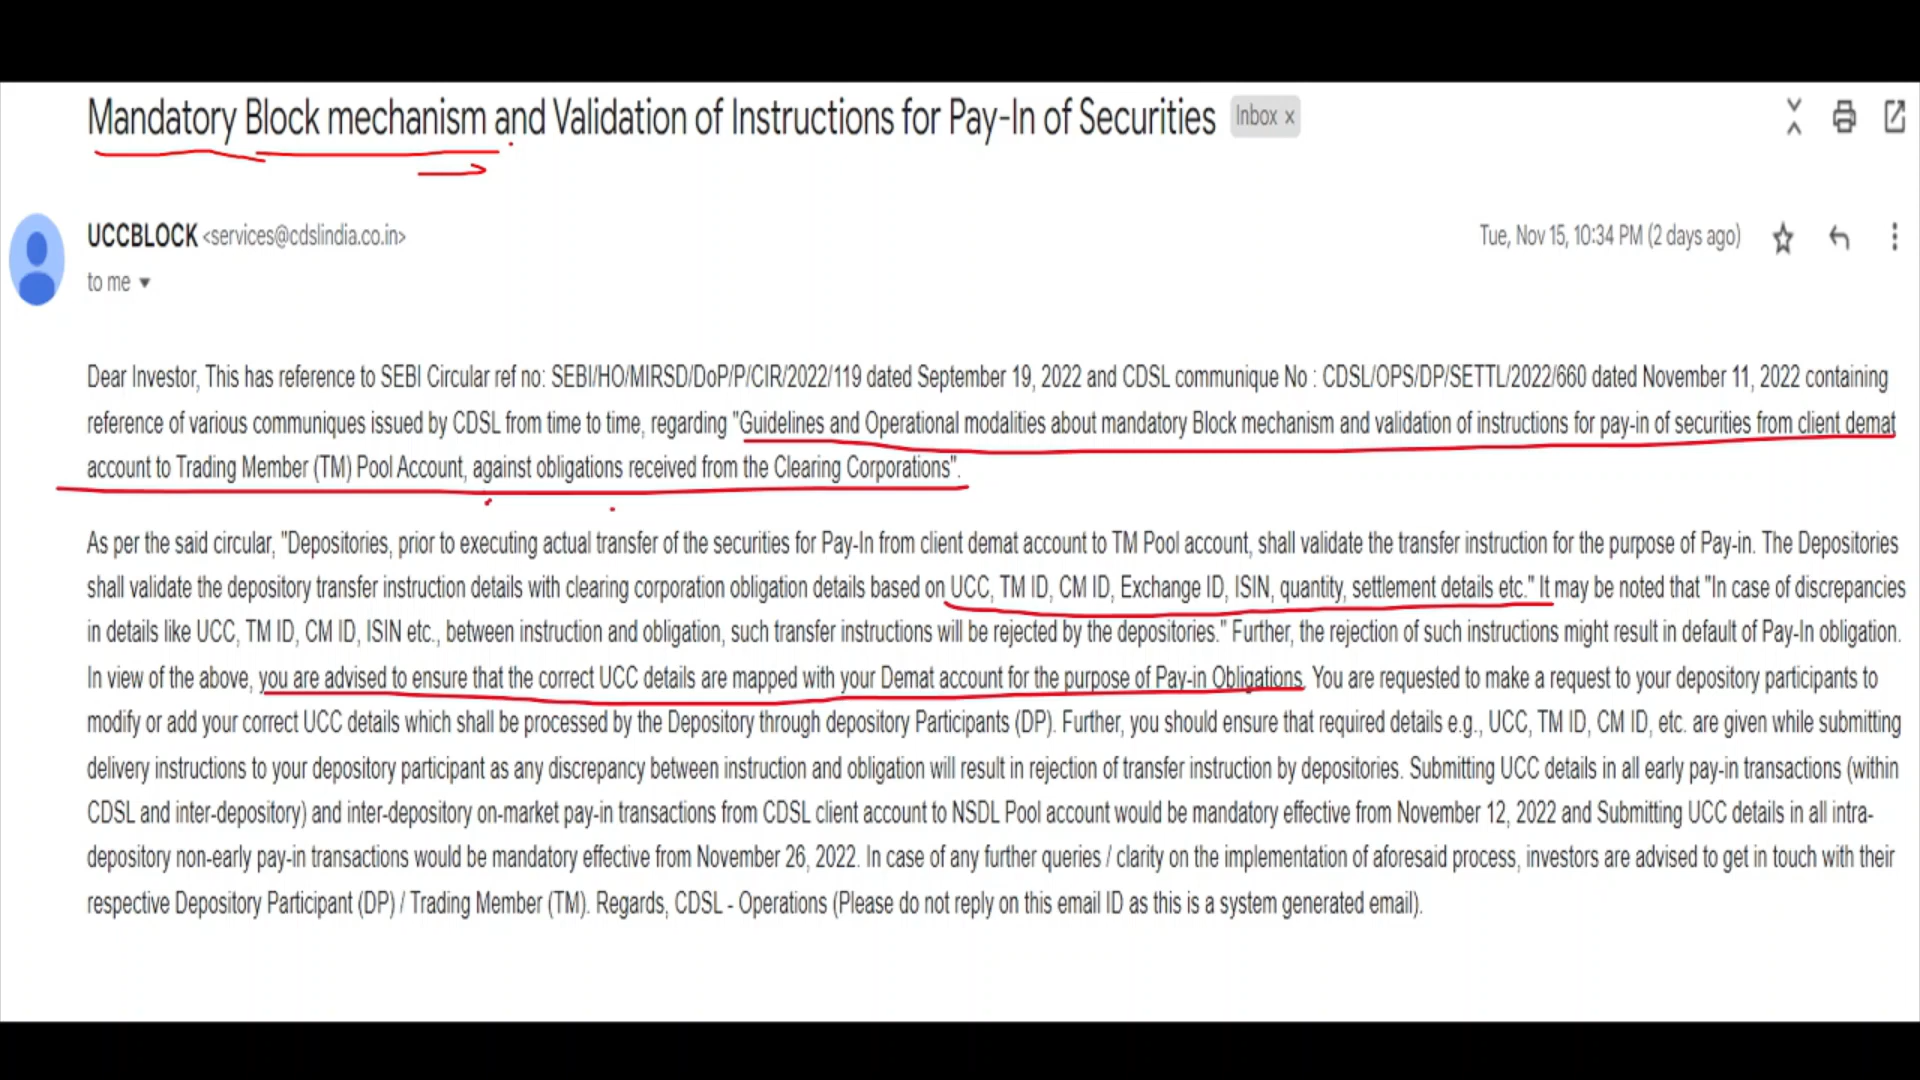 Mandatory Block mechanism and Validation of Instructions for Pay-In of Securities Inbox ×
UCCBLOCK <services@cdslindia.co.in> Tue, Nov 15, 10:34 PM (2 days ago)
to me
Dear Investor, This has reference to SEBI Circular ref no: SEBI/HO/MIRSD/DoP/P/CIR/2022/119 dated September 19, 2022 and CDSL communique No : CDSL/OPS/DP/SETTL/2022/660 dated November 11, 2022 containing
reference of various communiques issued by CDSL from time to time, regarding "Guidelines and Operational modalities about mandatory Block mechanism and validation of instructions for pay-in of securities from client demat
account to Trading Member (TM) Pool Account, against obligations received from the Clearing Corporations".
As per the said circular, "Depositories, prior to executing actual transfer of the securities for Pay-In from client demat account to TM Pool account, shall validate the transfer instruction for the purpose of Pay-in. The Depositories
shall validate the depository transfer instruction details with clearing corporation obligation details based on UCC, TM ID, CM ID, Exchange ID, ISIN, quantity, settlement details etc." It may be noted that "In case of discrepancies
in details like UCC, TM ID, CM ID, ISIN etc., between instruction and obligation, such transfer instructions will be rejected by the depositories." Further, the rejection of such instructions might result in default of Pay-In obligation.
In view of the above, you are advised to ensure that the correct UCC details are mapped with your Demat account for the purpose of Pay-in Obligations. You are requested to make a request to your depository participants to
modify or add your correct UCC details which shall be processed by the Depository through depository Participants (DP). Further, you should ensure that required details e.g., UCC, TM ID, CM ID, etc. are given while submitting
delivery instructions to your depository participant as any discrepancy between instruction and obligation will result in rejection of transfer instruction by depositories. Submitting UCC details in all early pay-in transactions (within
CDSL and inter-depository) and inter-depository on-market pay-in transactions from CDSL client account to NSDL Pool account would be mandatory effective from November 12, 2022 and Submitting UCC details in all intra-
depository non-early pay-in transactions would be mandatory effective from November 26, 2022. In case of any further queries / clarity on the implementation of aforesaid process, investors are advised to get in touch with their
respective Depository Participant (DP) / Trading Member (TM). Regards, CDSL - Operations (Please do not reply on this email ID as this is a system generated email).